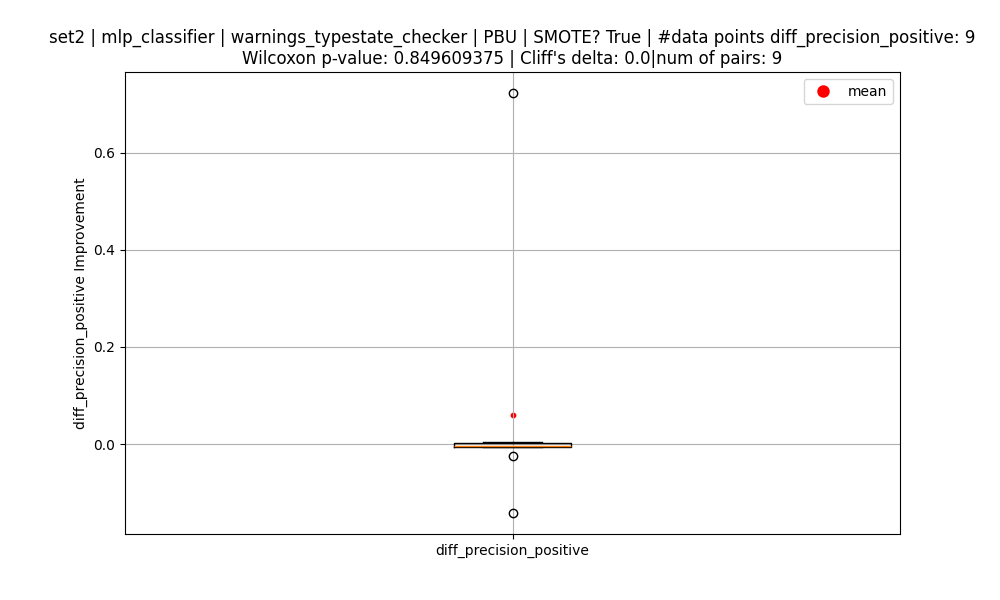 set2 | mlp_classifier | warnings_typestate_checker | PBU | SMOTE? True | #data points diff_precision_positive: 9
Wilcoxon p-value: 0.849609375 | Cliff's delta: 0.0|num of pairs: 9
mean
0.6
0.4
0.2
0.0
diff_precision_positive Improvement
diff_precision_positive